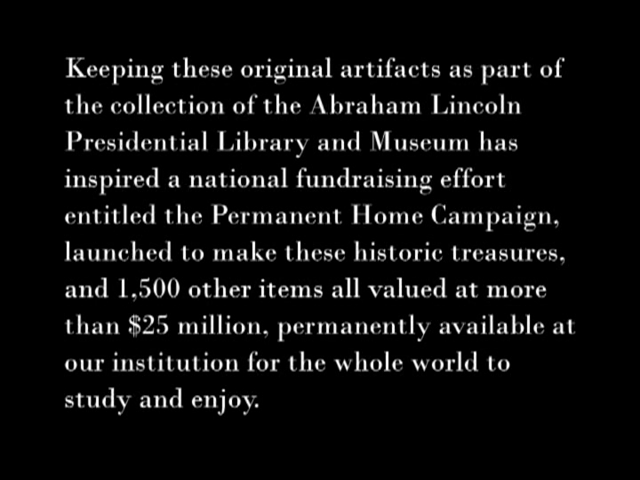 Keeping these original artifacts as part of
the collection of the Abraham Lincoln
Presidential Library and Museum has
inspired a national fundraising effort
entitled the Permanent Home Campaign,
launched to make these historic treasures,
and 1,500 other items all valued at more
than $25 million, permanently available at
our institution for the whole world to
study and enjoy.